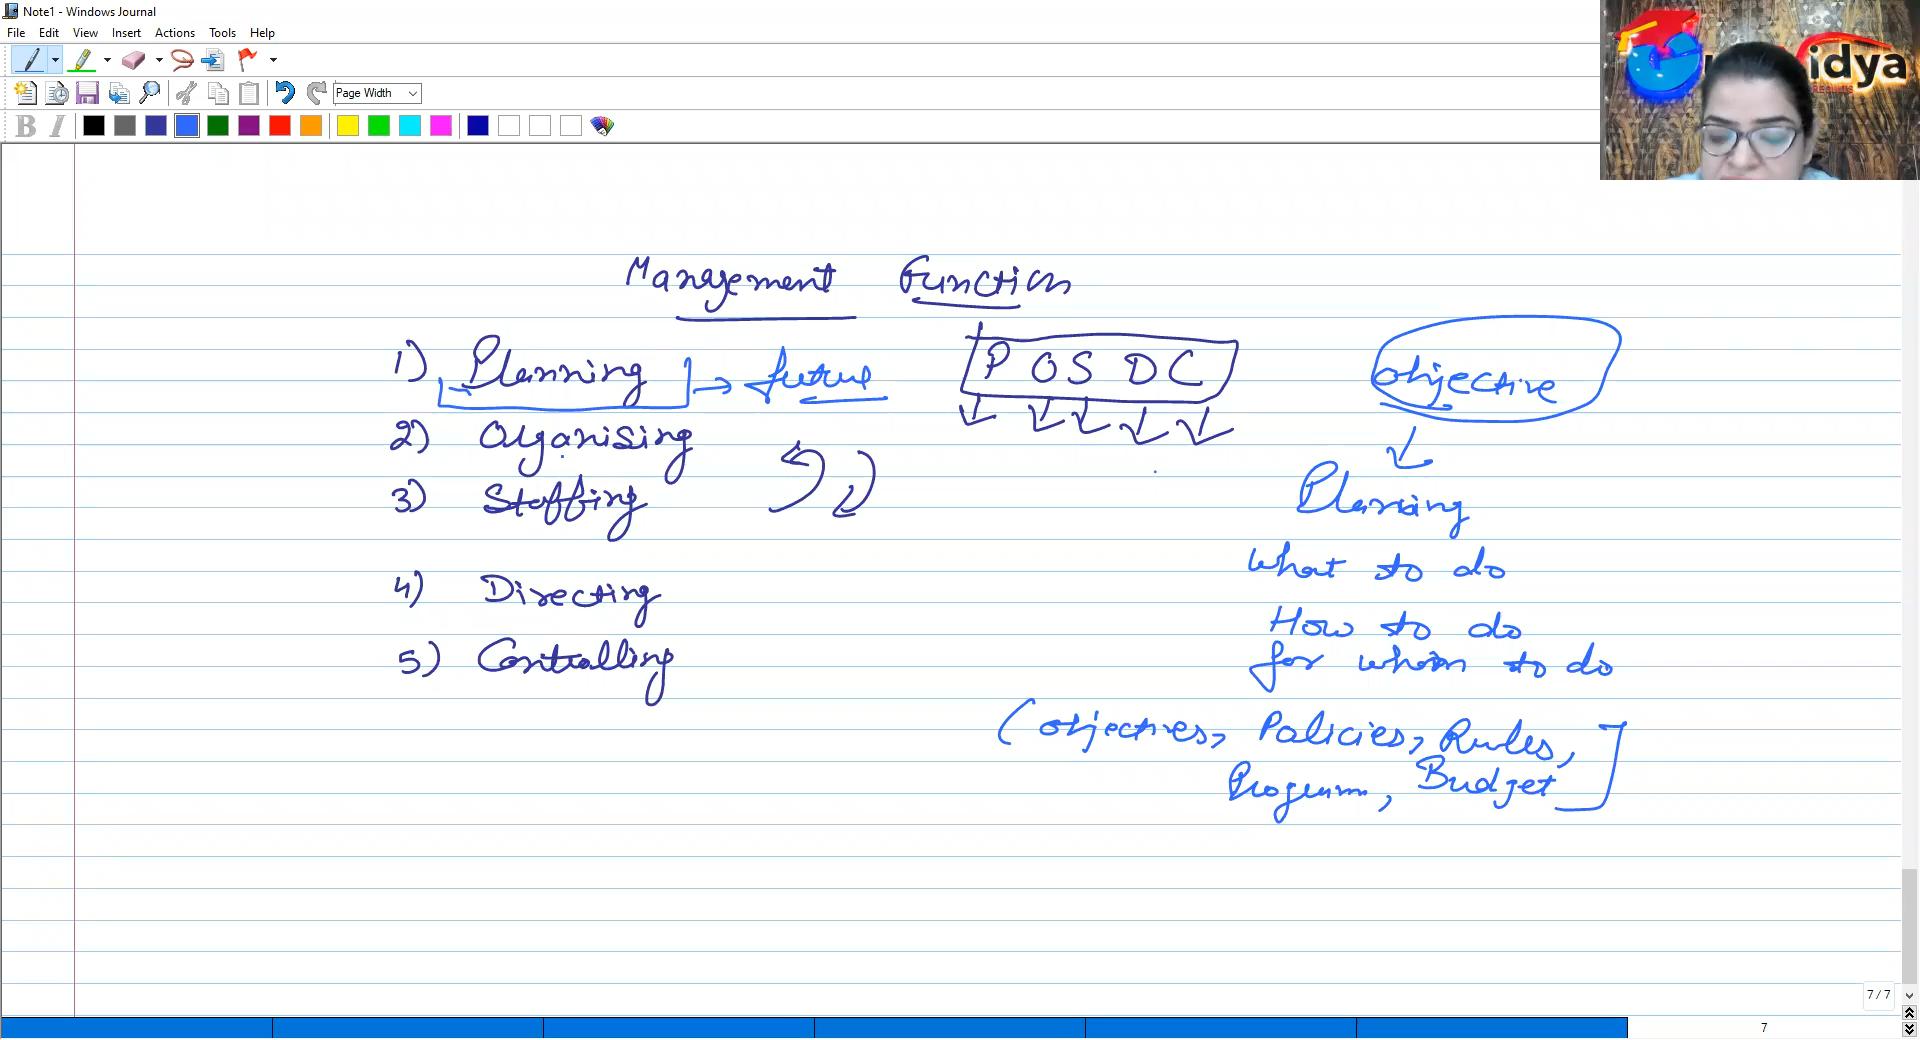 Note1 - Windows Journal
File Edit View Insert Actions Tools Help
Page Width
B I
idya
Management Function
1) Planning → future
P O S D C
objective
2) Organising
3) Staffing
Planning
what to do
4) Directing
How to do
5) Controlling
for whom to do
(objectives, Policies, Rules,
Program, Budget]
7 / 7
7